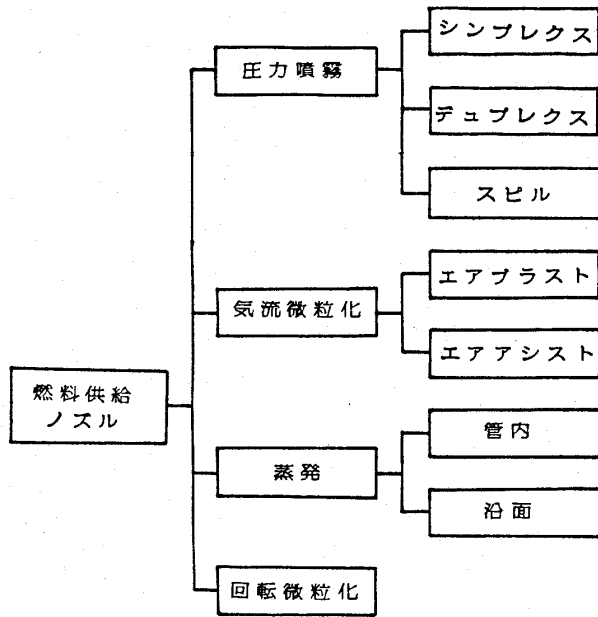 シンプレクス
圧力噴霧
デュプレクス
スピル
エアブラスト
気流微粒化
エアアシスト
燃料供給
ノズル
管内
蒸発
沿面
回転微粒化